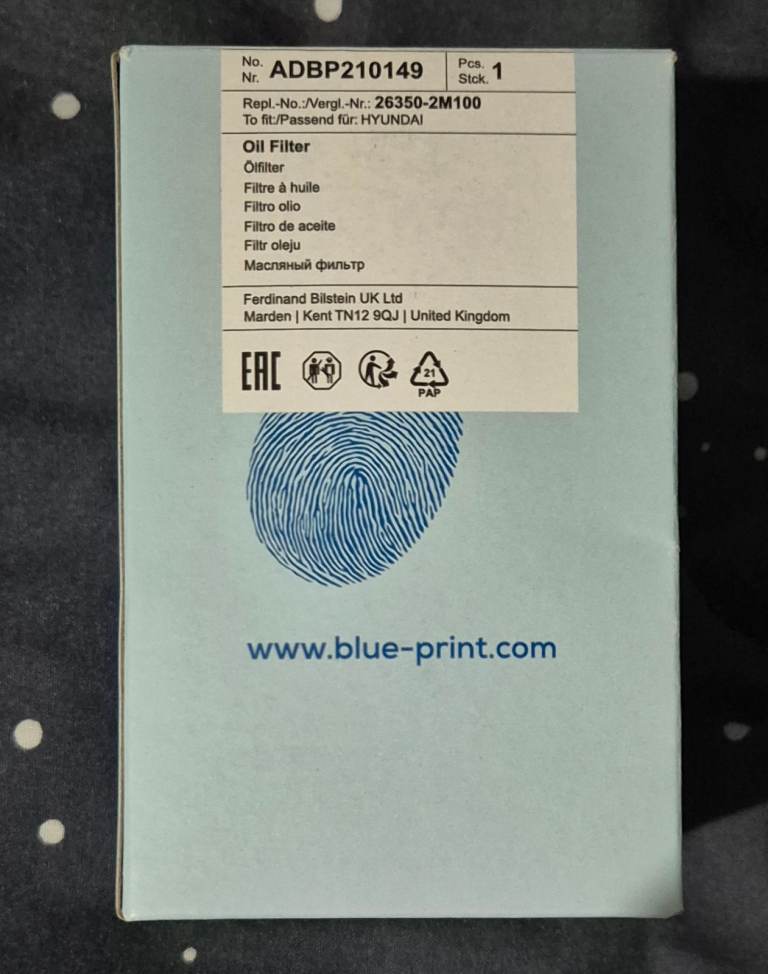 No. ADBP210149 Pcs. 1
Nr. Stck.
Repl.-No.:/Vergl.-Nr.: 26350-2M100
To fit:/Passend für: HYUNDAI
Oil Filter
Ölfilter
Filtre à huile
Filtro olio
Filtro de aceite
Filtr oleju
Масляный фильтр
Ferdinand Bilstein UK Ltd
Marden | Kent TN12 9QJ | United Kingdom
EAC
21
PAP
www.blue-print.com